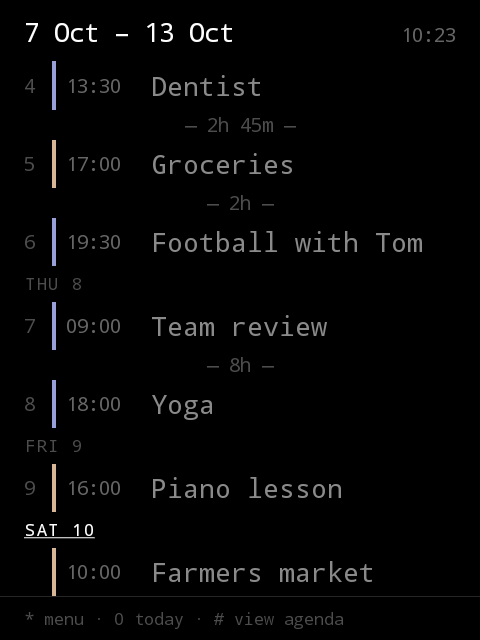 7 Oct – 13 Oct 10:23
4 13:30 Dentist
— 2h 45m —
5 17:00 Groceries
— 2h —
6 19:30 Football with Tom
THU 8
7 09:00 Team review
— 8h —
8 18:00 Yoga
FRI 9
9 16:00 Piano lesson
SAT 10
10:00 Farmers market
* menu · 0 today · # view agenda